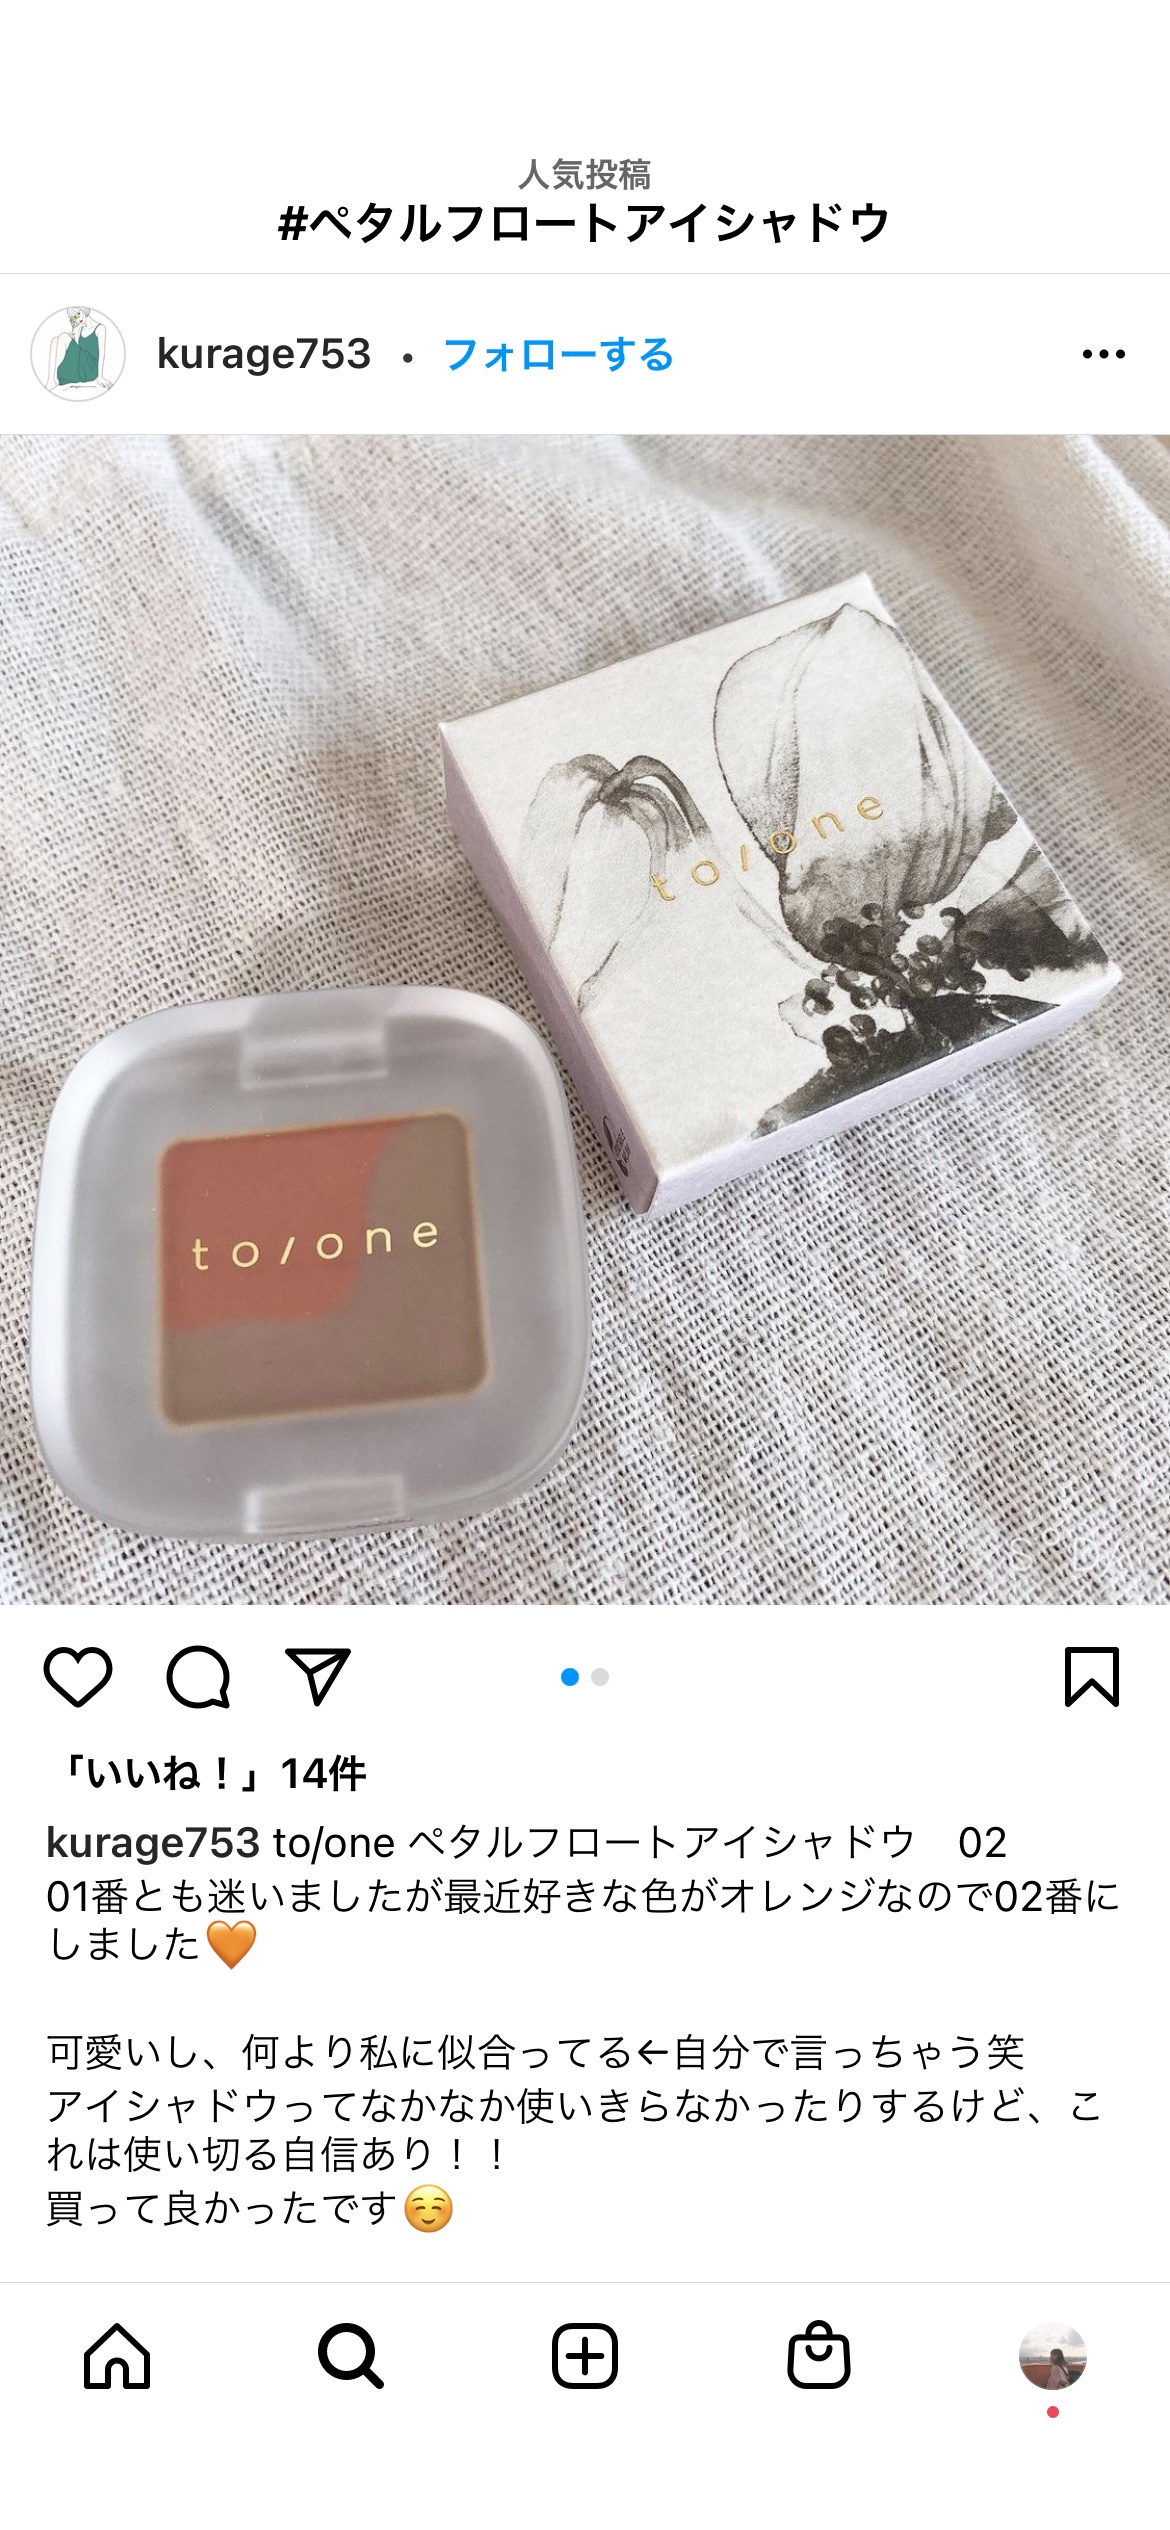 人気投稿
#ペタルフロートアイシャドウ
kurage753 • フォローする
to/one
to/one
「いいね！」14件
kurage753 to/one ペタルフロートアイシャドウ　02
01番とも迷いましたが最近好きな色がオレンジなので02番に
しました🧡
可愛いし、何より私に似合ってる←自分で言っちゃう笑
アイシャドウってなかなか使いきらなかったりするけど、こ
れは使い切る自信あり！！
買って良かったです☺️